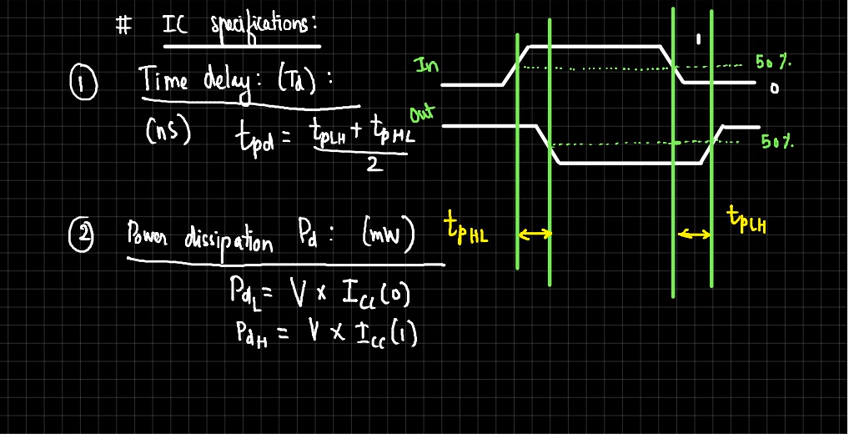 # IC specifications:
① Time delay: (Td) :
(nS) tpd = tpLH + tpHL
2
② Power dissipation Pd: (mW)
PdL = V × Icc(0)
PdH = V × Icc(1)
In
1
50%
0
Out
50%
tpHL
tpLH